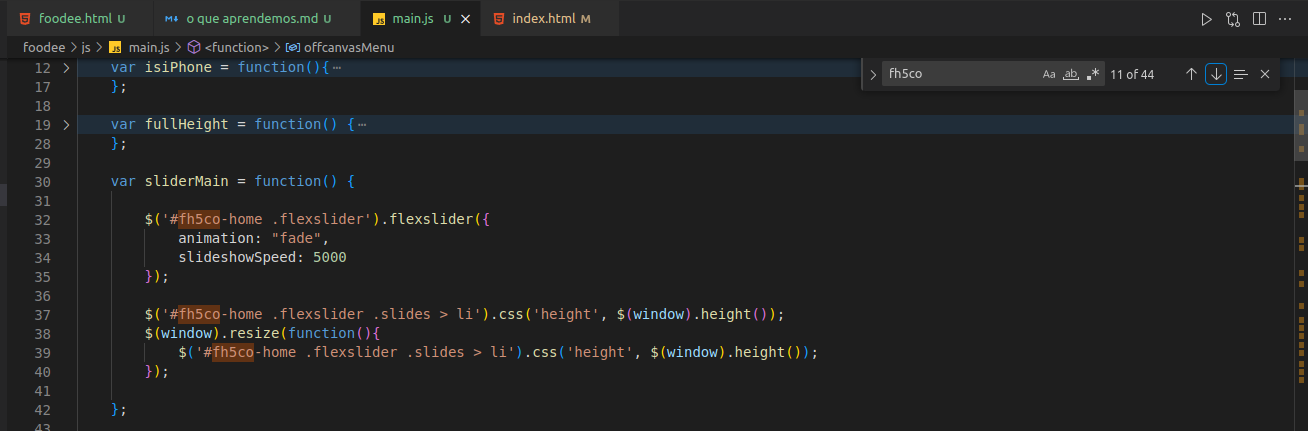 foodee.html U
o que aprendemos.md U
JS main.js U
index.html M
foodee > js > JS main.js > <function> > offcanvasMenu
fh5co Aa ab .* 11 of 44
12 var isiPhone = function(){⋯
17 };
18
19 var fullHeight = function() {⋯
28 };
29
30 var sliderMain = function() {
31
32 $('#fh5co-home .flexslider').flexslider({
33 animation: "fade",
34 slideshowSpeed: 5000
35 });
36
37 $('#fh5co-home .flexslider .slides > li').css('height', $(window).height());
38 $(window).resize(function(){
39 $('#fh5co-home .flexslider .slides > li').css('height', $(window).height());
40 });
41
42 };
43